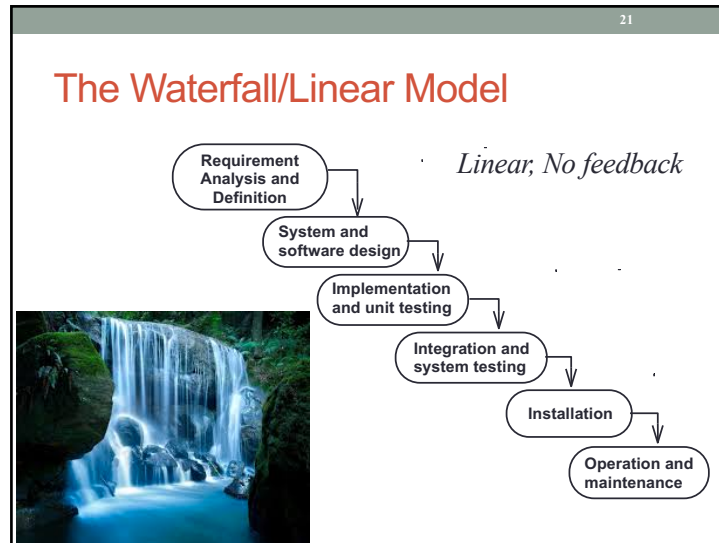 21
The Waterfall/Linear Model
Linear, No feedback
Requirement
Analysis and
Definition
System and
software design
Implementation
and unit testing
Integration and
system testing
Installation
Operation and
maintenance